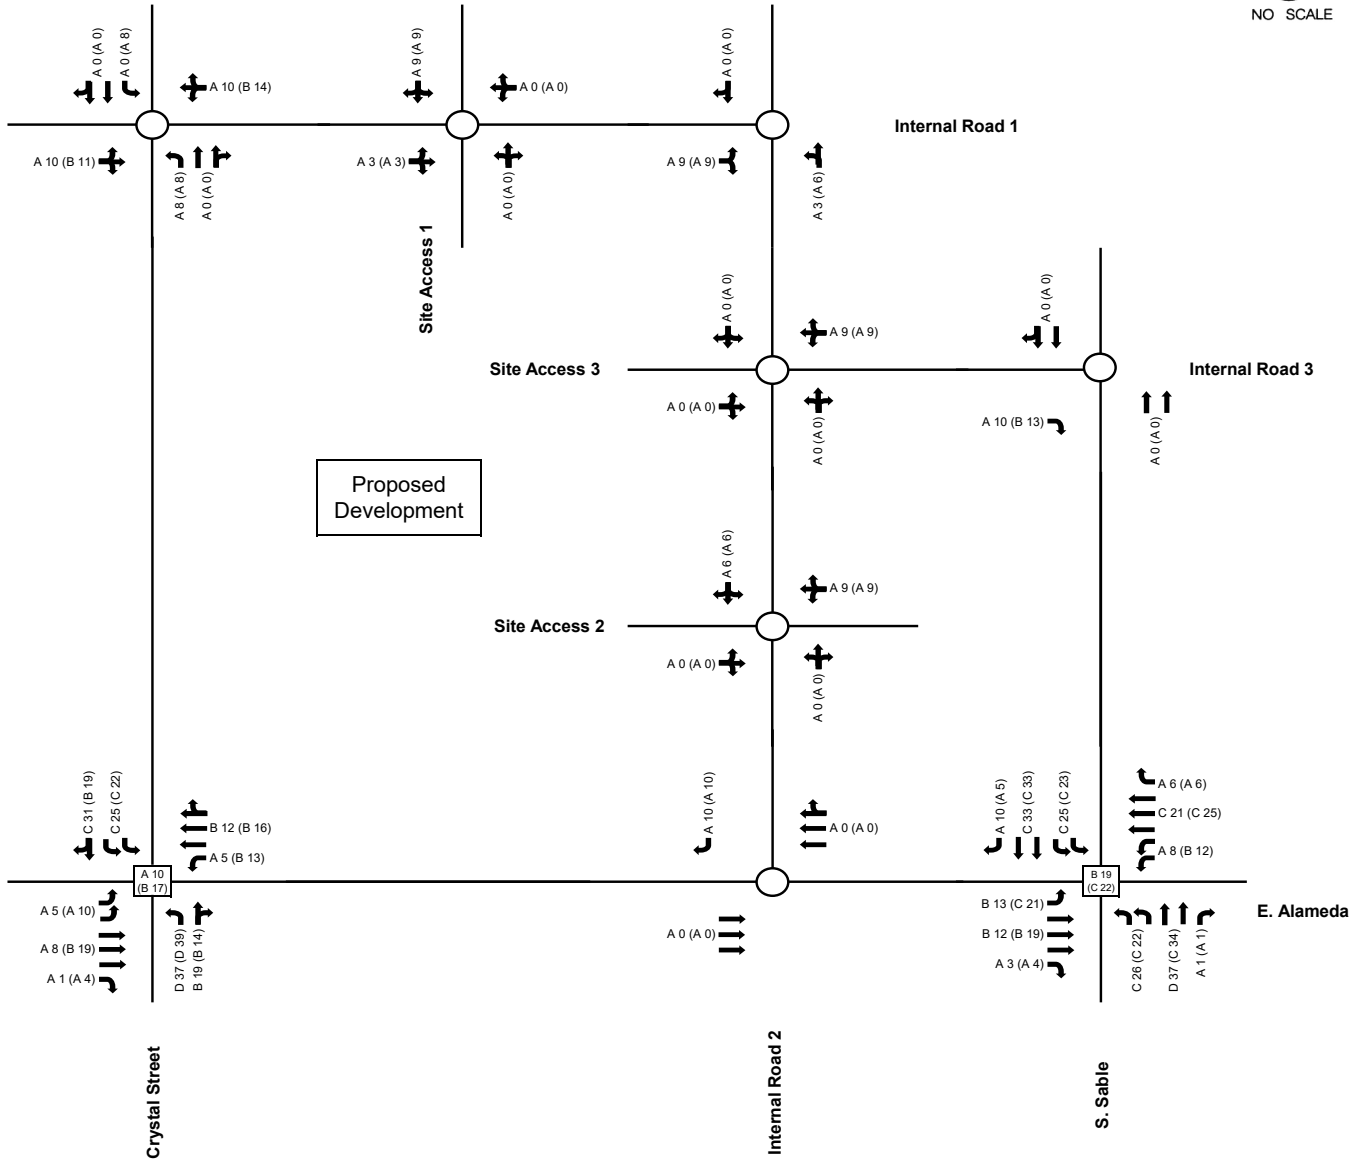 NO SCALE
A 0 (A 0)
A 0 (A 8)
A 10 (B 14)
A 10 (B 11)
A 8 (A 8)
A 0 (A 0)
A 9 (A 9)
A 0 (A 0)
A 3 (A 3)
A 0 (A 0)
Site Access 1
A 0 (A 0)
Internal Road 1
A 9 (A 9)
A 3 (A 6)
A 0 (A 0)
A 9 (A 9)
Site Access 3
A 0 (A 0)
A 0 (A 0)
A 0 (A 0)
Internal Road 3
A 10 (B 13)
A 0 (A 0)
Proposed
Development
A 6 (A 6)
A 9 (A 9)
Site Access 2
A 0 (A 0)
A 0 (A 0)
C 31 (B 19)
C 25 (C 22)
B 12 (B 16)
A 5 (B 13)
A 10
(B 17)
A 5 (A 10)
A 8 (B 19)
A 1 (A 4)
D 37 (D 39)
B 19 (B 14)
A 10 (A 10)
A 0 (A 0)
A 0 (A 0)
A 10 (A 5)
C 33 (C 33)
C 25 (C 23)
A 6 (A 6)
C 21 (C 25)
A 8 (B 12)
B 19
(C 22)
B 13 (C 21)
B 12 (B 19)
A 3 (A 4)
C 26 (C 22)
D 37 (C 34)
A 1 (A 1)
E. Alameda
Crystal Street
Internal Road 2
S. Sable